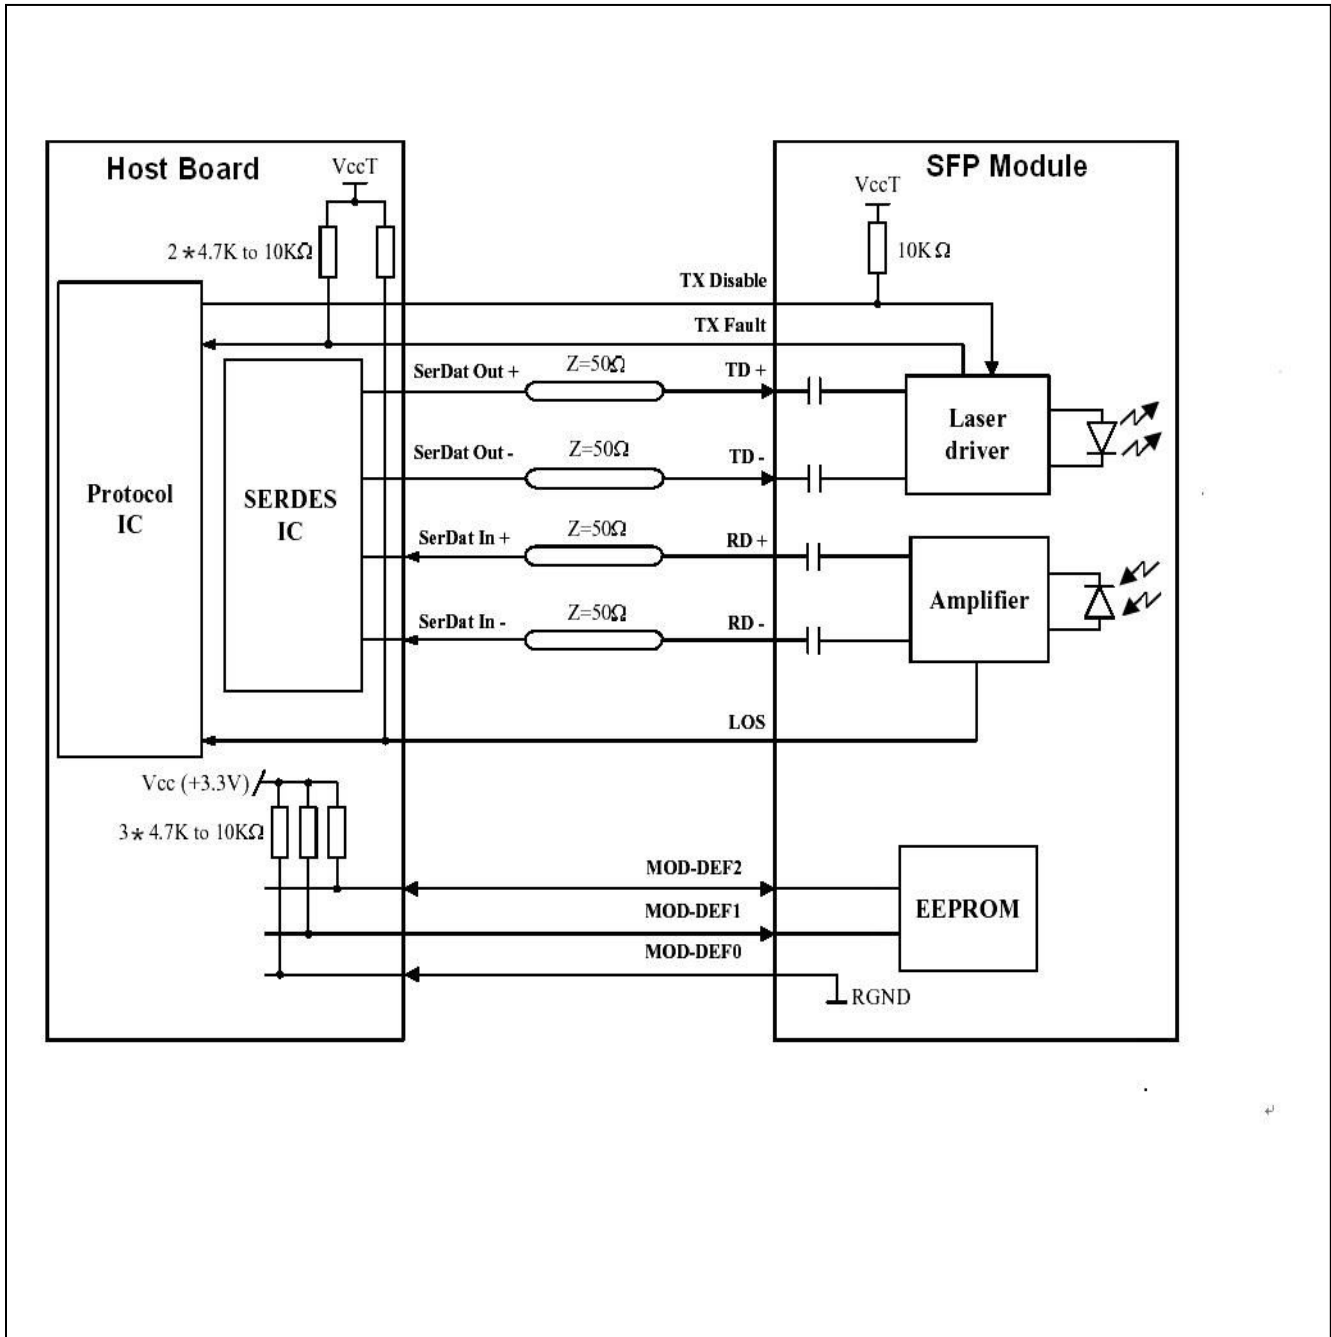 Host Board
VccT
SFP Module
VccT
2*4.7K to 10KΩ
10KΩ
TX Disable
TX Fault
SerDat Out +
Z=50Ω
TD +
Laser
driver
SerDat Out -
Z=50Ω
TD -
Protocol
IC
SERDES
IC
SerDat In +
Z=50Ω
RD +
Amplifier
SerDat In -
Z=50Ω
RD -
LOS
Vcc (+3.3V)
3* 4.7K to 10KΩ
MOD-DEF2
MOD-DEF1
EEPROM
MOD-DEF0
RGND